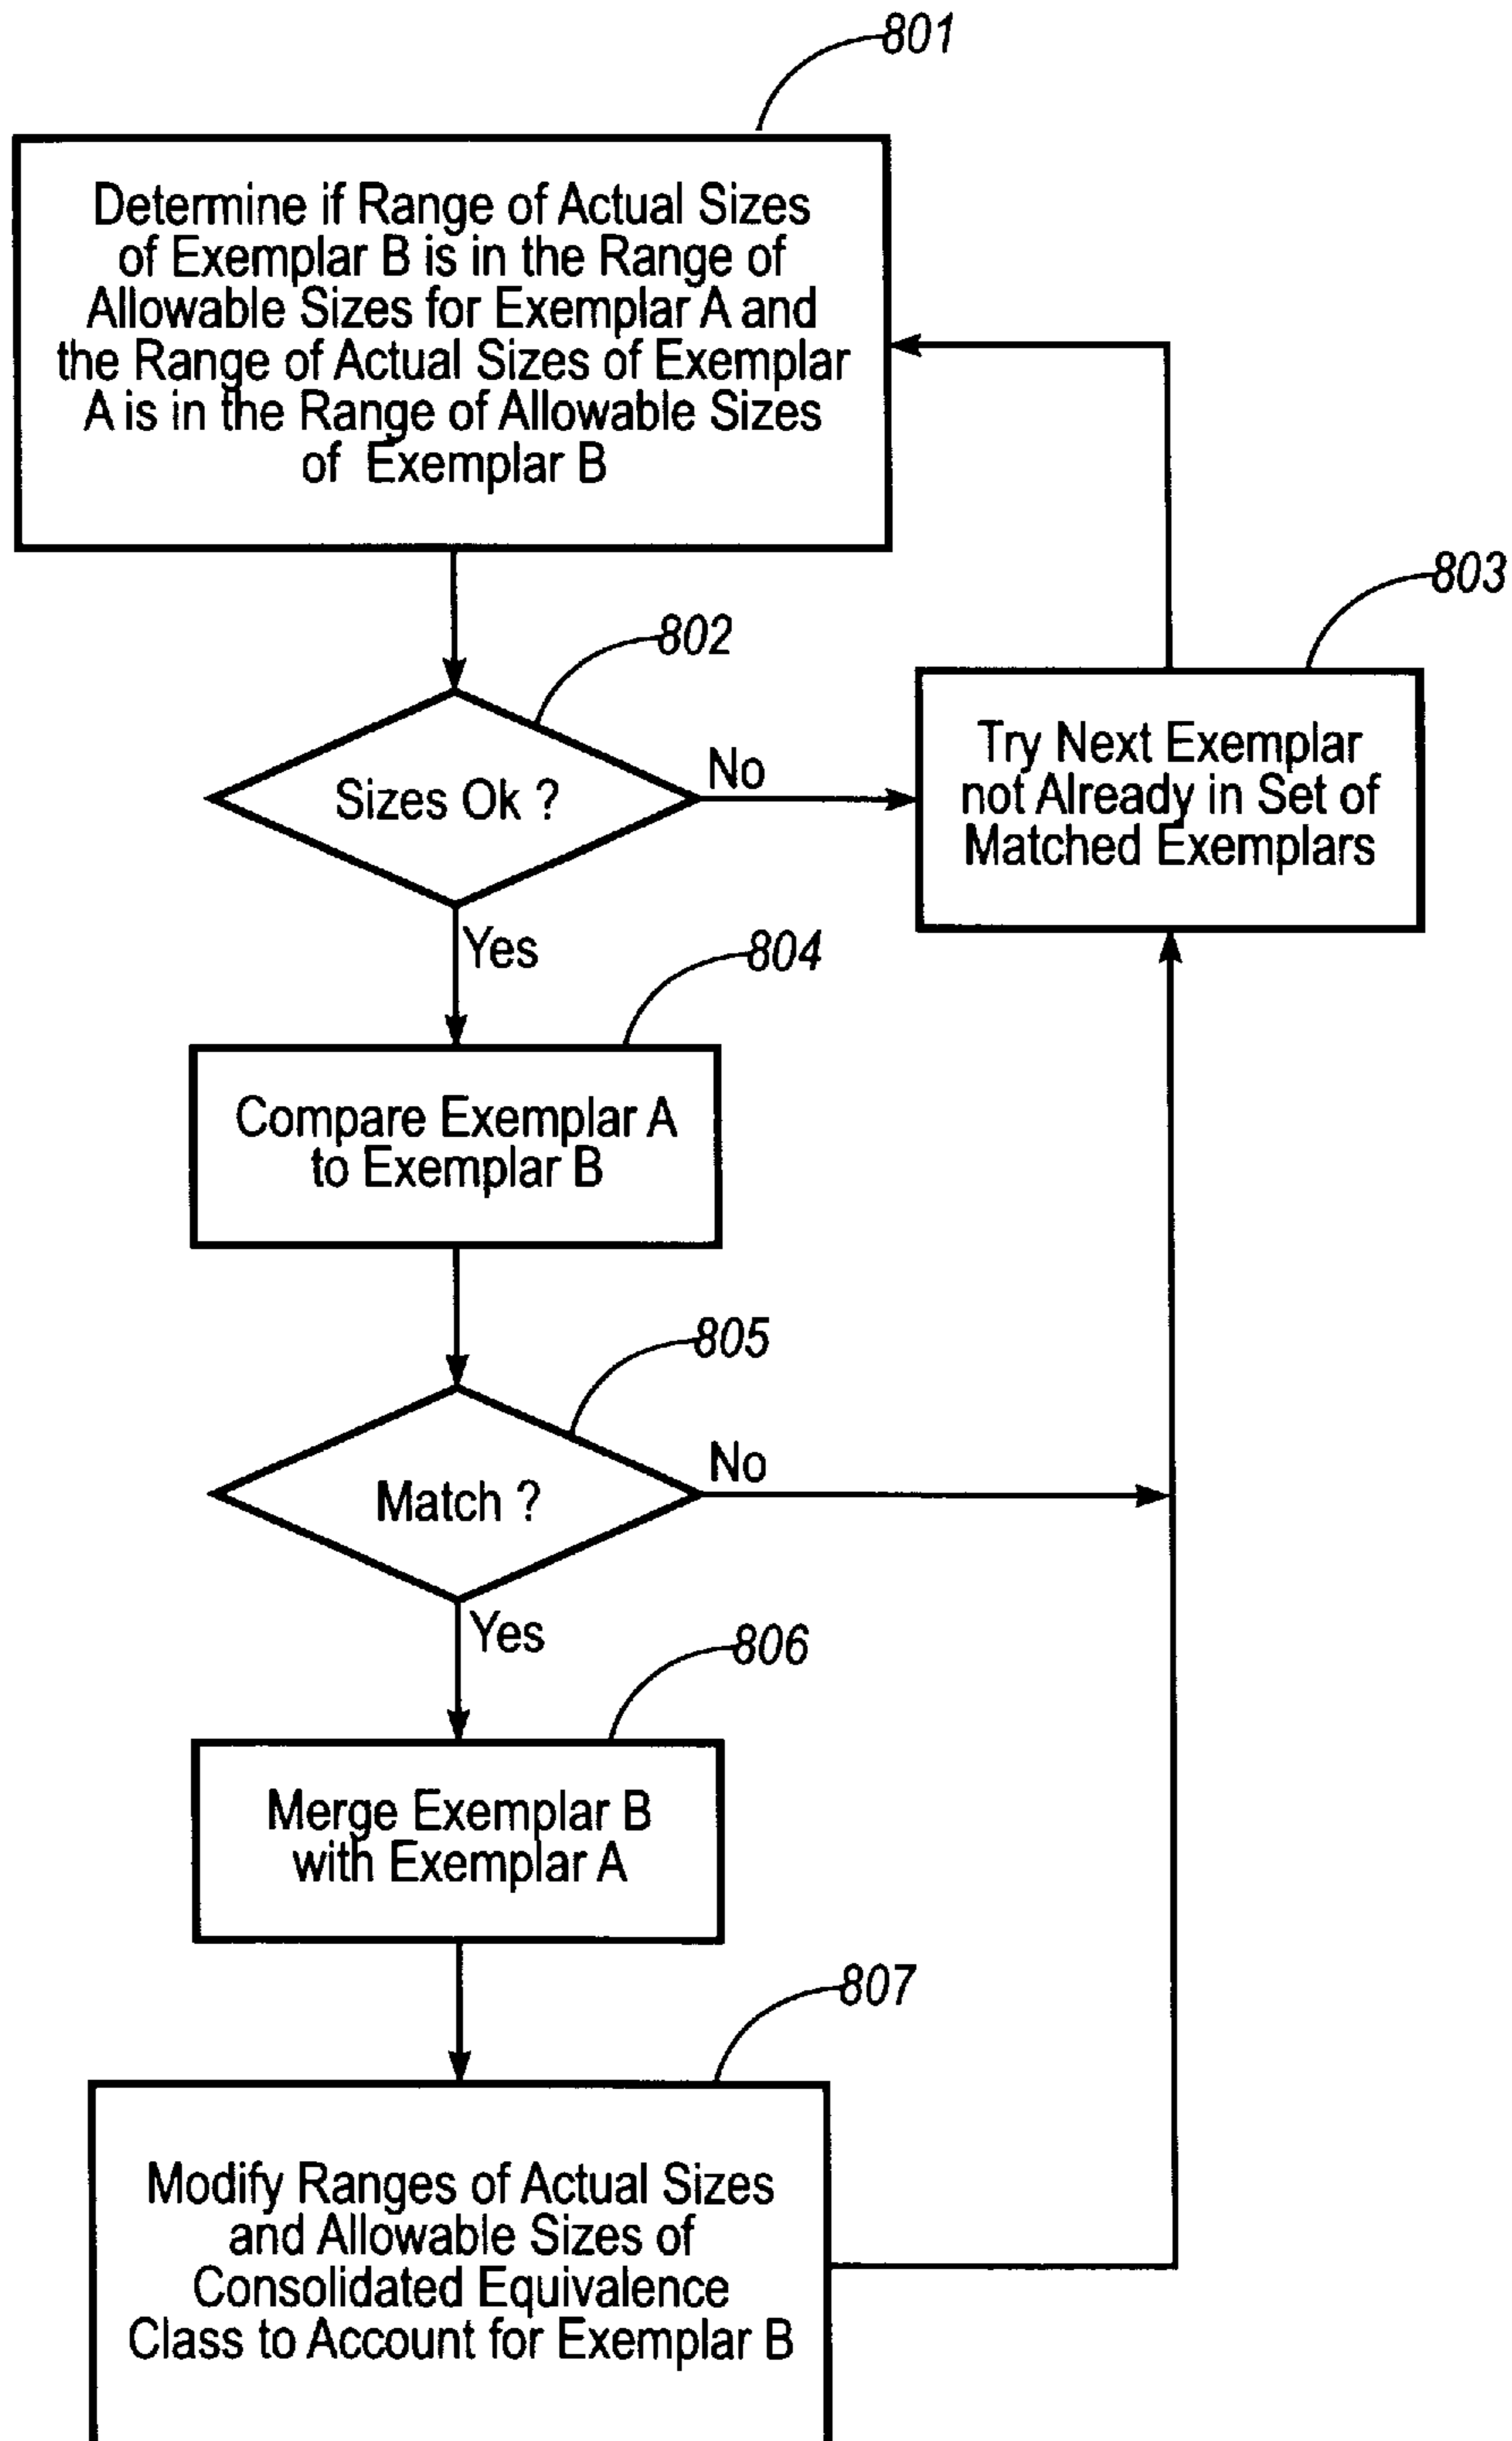 801
Determine if Range of Actual Sizes
of Exemplar B is in the Range of
Allowable Sizes for Exemplar A and
the Range of Actual Sizes of Exemplar
A is in the Range of Allowable Sizes
of Exemplar B
802
Sizes Ok ?
No
803
Try Next Exemplar
not Already in Set of
Matched Exemplars
Yes
804
Compare Exemplar A
to Exemplar B
805
Match ?
No
Yes
806
Merge Exemplar B
with Exemplar A
807
Modify Ranges of Actual Sizes
and Allowable Sizes of
Consolidated Equivalence
Class to Account for Exemplar B